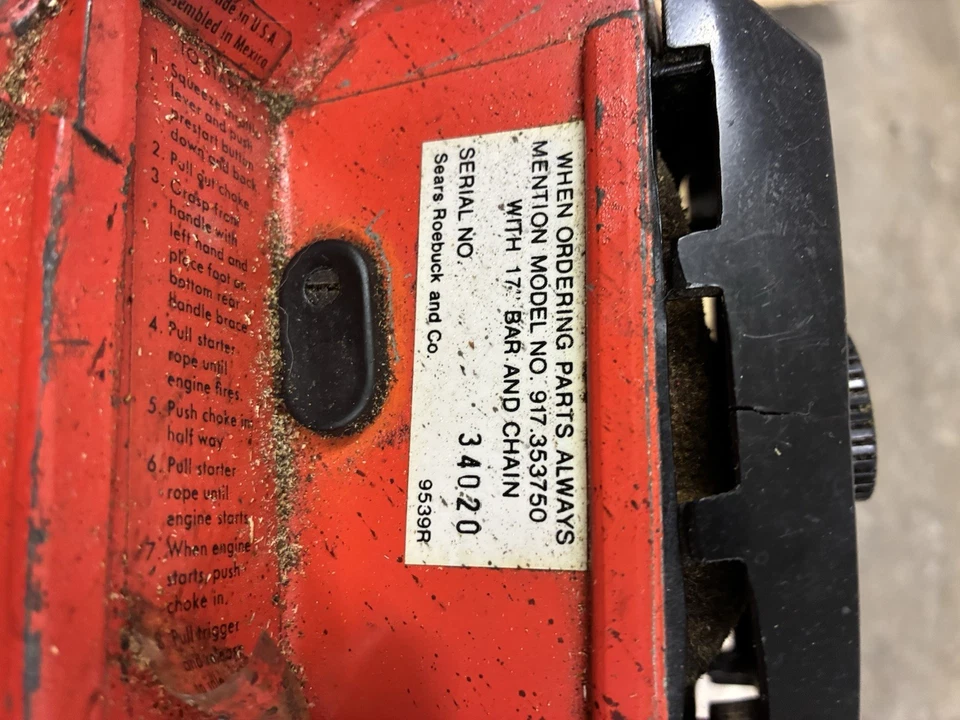 Made in U.S.A.
Assembled in Mexico
TO START
1. Squeeze
lever and push
prestart button
down and back
2. Pull out choke
3. Grasp front
handle with
left hand and
place foot on
bottom rear
handle brace
4. Pull starter
rope until
engine fires.
5. Push choke in
half way
6. Pull starter
rope until
engine starts
7. When engine
starts, push
choke in.
Pull trigger
WHEN ORDERING PARTS ALWAYS
MENTION MODEL NO. 917.353750
WITH 17" BAR AND CHAIN
SERIAL NO. 34020
Sears Roebuck and Co. 9539R